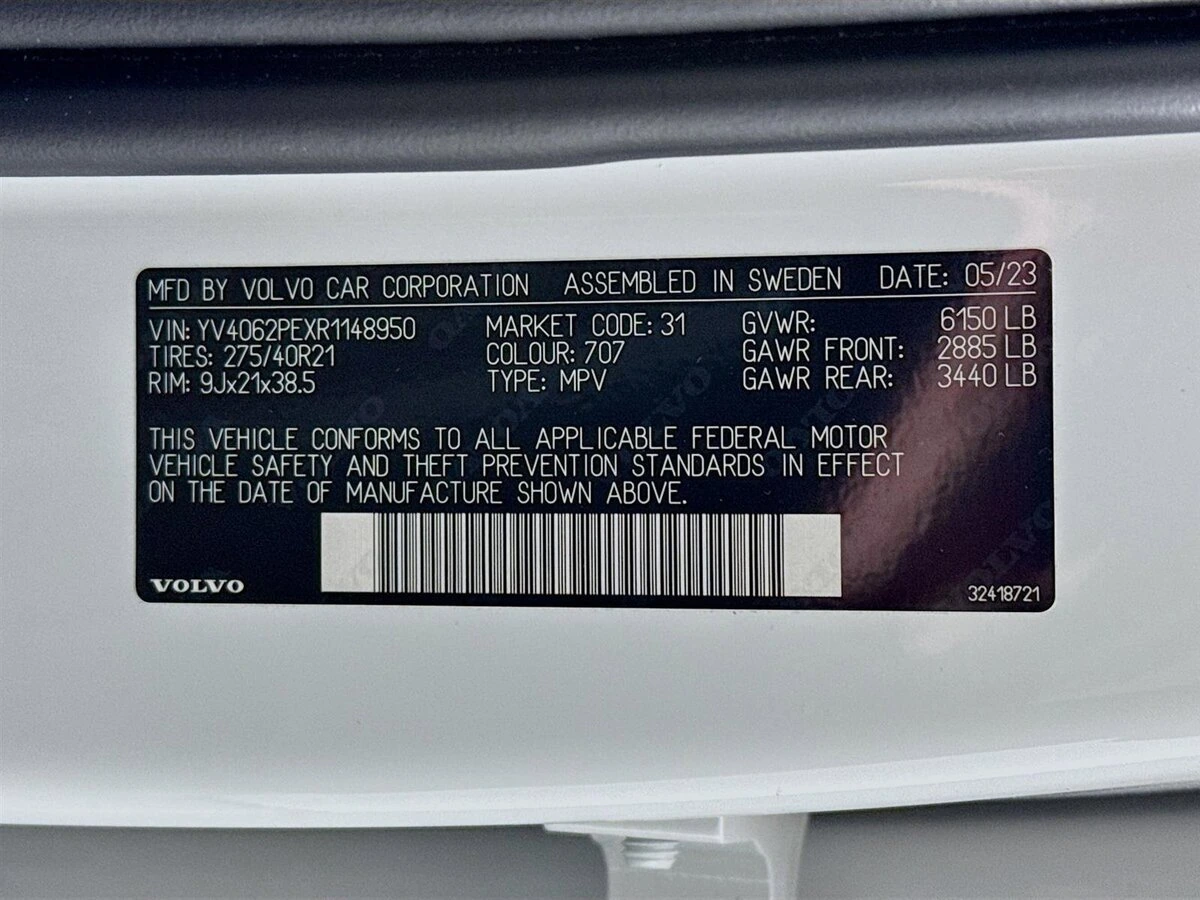 MFD BY VOLVO CAR CORPORATION ASSEMBLED IN SWEDEN DATE: 05/23
VIN: YV4062PEXR1148950 MARKET CODE: 31 GVWR: 6150 LB
TIRES: 275/40R21 COLOUR: 707 GAWR FRONT: 2885 LB
RIM: 9Jx21x38.5 TYPE: MPV GAWR REAR: 3440 LB
THIS VEHICLE CONFORMS TO ALL APPLICABLE FEDERAL MOTOR
VEHICLE SAFETY AND THEFT PREVENTION STANDARDS IN EFFECT
ON THE DATE OF MANUFACTURE SHOWN ABOVE.
VOLVO 32418721